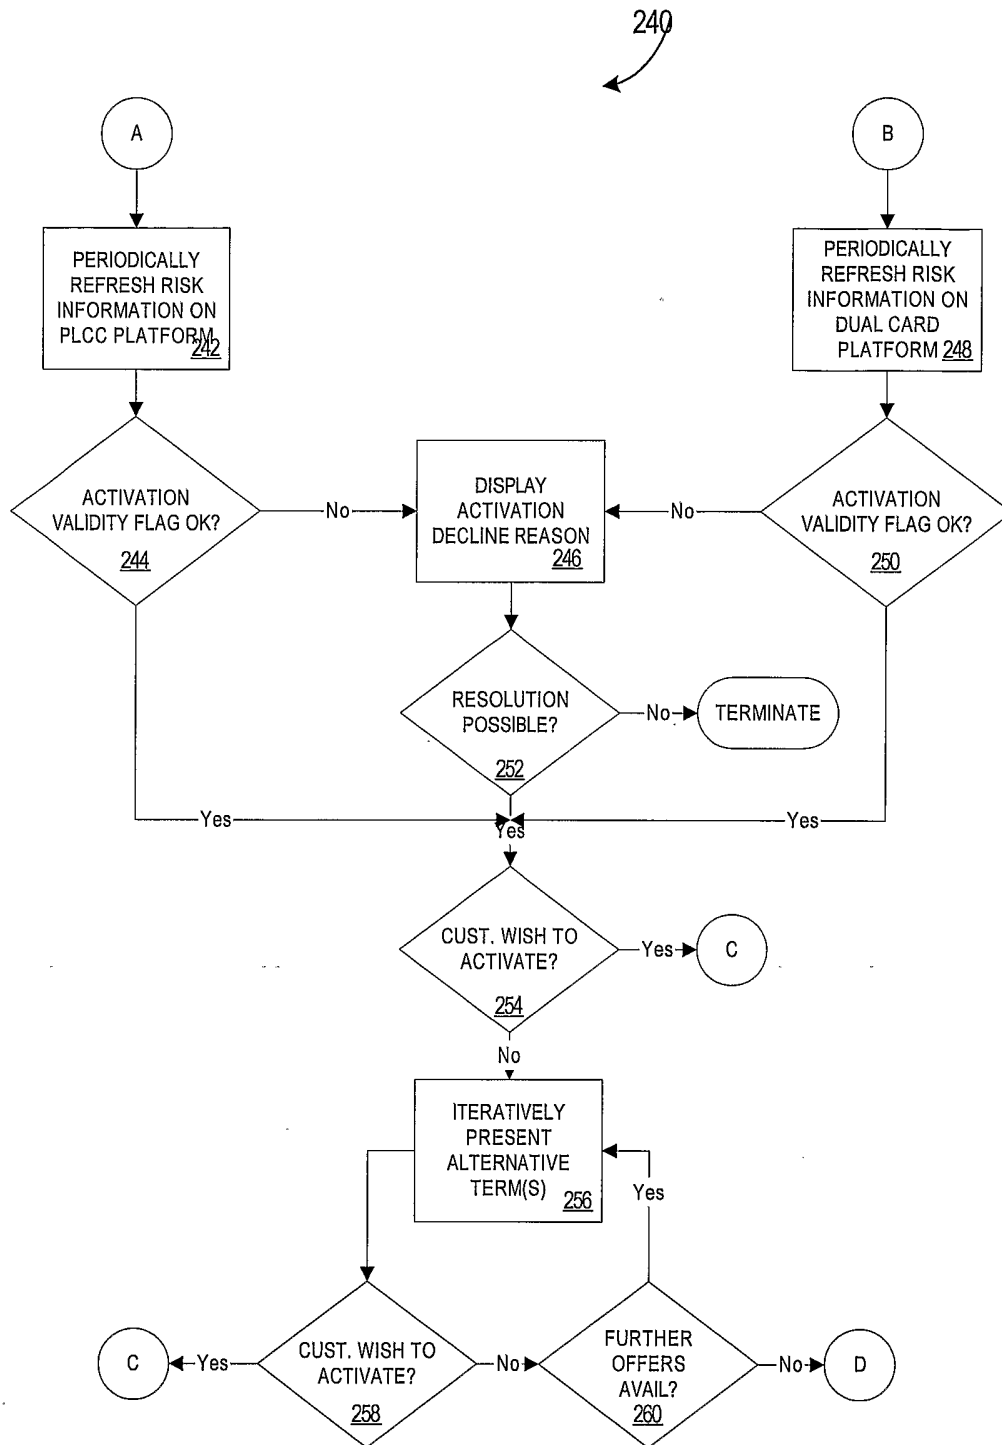 240
A
B
PERIODICALLY
REFRESH RISK
INFORMATION ON
PLCC PLATFORM
242
PERIODICALLY
REFRESH RISK
INFORMATION ON
DUAL CARD
PLATFORM 248
ACTIVATION
VALIDITY FLAG OK?
244
No
DISPLAY
ACTIVATION
DECLINE REASON
246
No
ACTIVATION
VALIDITY FLAG OK?
250
RESOLUTION
POSSIBLE?
252
No
TERMINATE
Yes
Yes
Yes
CUST. WISH TO
ACTIVATE?
254
Yes
C
No
ITERATIVELY
PRESENT
ALTERNATIVE
TERM(S)
256
Yes
C
Yes
CUST. WISH TO
ACTIVATE?
258
No
FURTHER
OFFERS
AVAIL?
260
No
D